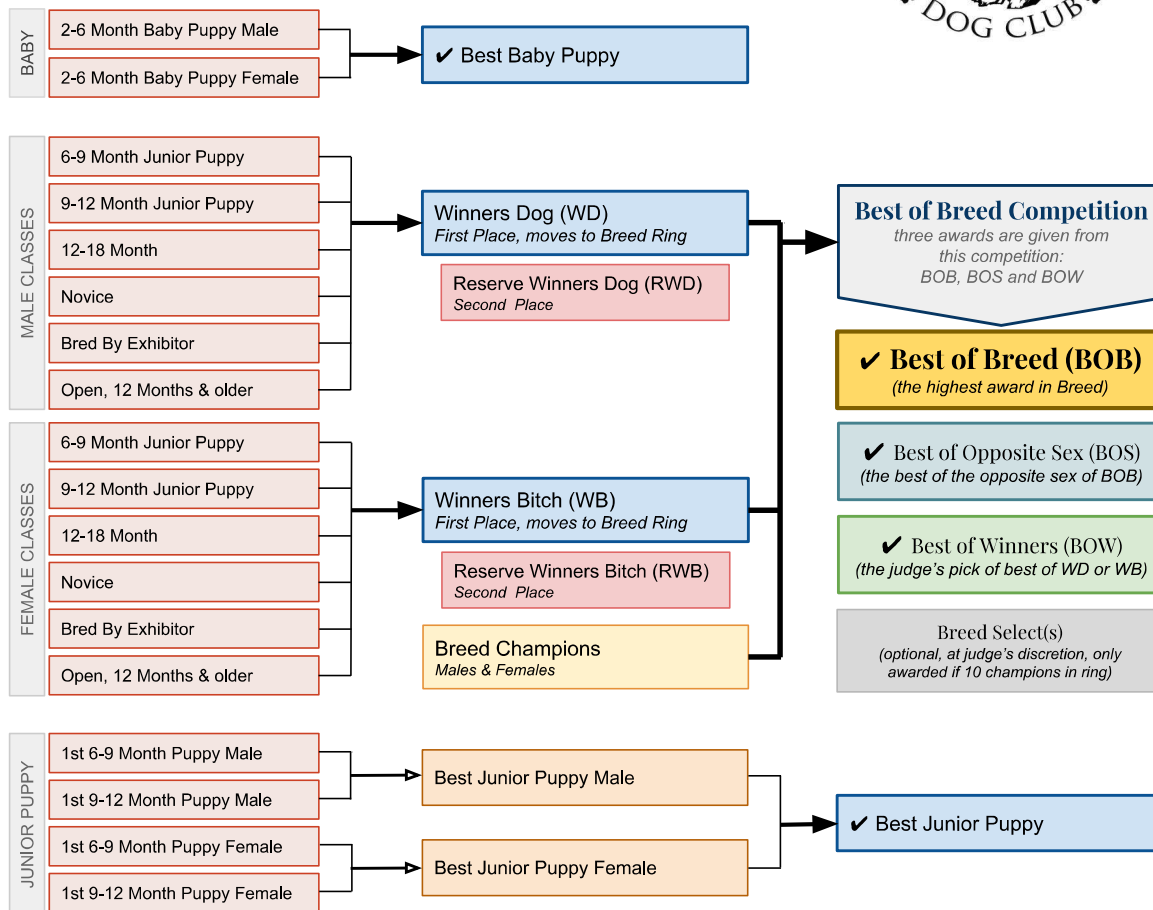 DOG CLUB
BABY
2-6 Month Baby Puppy Male
2-6 Month Baby Puppy Female
✔ Best Baby Puppy
MALE CLASSES
6-9 Month Junior Puppy
9-12 Month Junior Puppy
12-18 Month
Novice
Bred By Exhibitor
Open, 12 Months & older
Winners Dog (WD)
First Place, moves to Breed Ring
Reserve Winners Dog (RWD)
Second Place
FEMALE CLASSES
6-9 Month Junior Puppy
9-12 Month Junior Puppy
12-18 Month
Novice
Bred By Exhibitor
Open, 12 Months & older
Winners Bitch (WB)
First Place, moves to Breed Ring
Reserve Winners Bitch (RWB)
Second Place
Breed Champions
Males & Females
Best of Breed Competition
three awards are given from
this competition:
BOB, BOS and BOW
✔ Best of Breed (BOB)
(the highest award in Breed)
✔ Best of Opposite Sex (BOS)
(the best of the opposite sex of BOB)
✔ Best of Winners (BOW)
(the judge's pick of best of WD or WB)
Breed Select(s)
(optional, at judge's discretion, only
awarded if 10 champions in ring)
JUNIOR PUPPY
1st 6-9 Month Puppy Male
1st 9-12 Month Puppy Male
1st 6-9 Month Puppy Female
1st 9-12 Month Puppy Female
Best Junior Puppy Male
Best Junior Puppy Female
✔ Best Junior Puppy